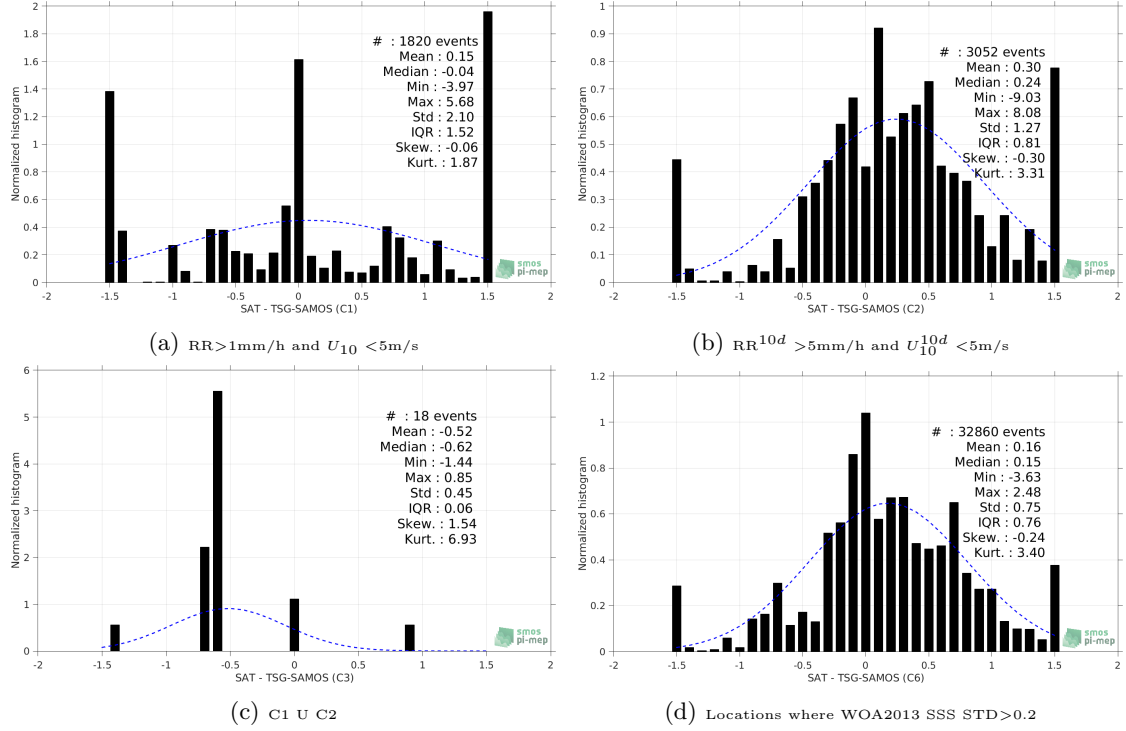 2
1.8
1.6
1.4
1.2
1
0.8
0.6
0.4
0.2
0
Normalized histogram
# : 1820 events
Mean : 0.15
Median : -0.04
Min : -3.97
Max : 5.68
Std : 2.10
IQR : 1.52
Skew. : -0.06
Kurt. : 1.87
smos
pi-mep
-2 -1.5 -1 -0.5 0 0.5 1 1.5 2
SAT - TSG-SAMOS (C1)
(a) RR>1mm/h and U10 <5m/s
1
0.9
0.8
0.7
0.6
0.5
0.4
0.3
0.2
0.1
0
Normalized histogram
# : 3052 events
Mean : 0.30
Median : 0.24
Min : -9.03
Max : 8.08
Std : 1.27
IQR : 0.81
Skew. : -0.30
Kurt. : 3.31
smos
pi-mep
-2 -1.5 -1 -0.5 0 0.5 1 1.5 2
SAT - TSG-SAMOS (C2)
(b) RR10d >5mm/h and U10 10d <5m/s
6
5
4
3
2
1
0
Normalized histogram
# : 18 events
Mean : -0.52
Median : -0.62
Min : -1.44
Max : 0.85
Std : 0.45
IQR : 0.06
Skew. : 1.54
Kurt. : 6.93
smos
pi-mep
-2 -1.5 -1 -0.5 0 0.5 1 1.5 2
SAT - TSG-SAMOS (C3)
(c) C1 U C2
1.2
1
0.8
0.6
0.4
0.2
0
Normalized histogram
# : 32860 events
Mean : 0.16
Median : 0.15
Min : -3.63
Max : 2.48
Std : 0.75
IQR : 0.76
Skew. : -0.24
Kurt. : 3.40
smos
pi-mep
-2 -1.5 -1 -0.5 0 0.5 1 1.5 2
SAT - TSG-SAMOS (C6)
(d) Locations where WOA2013 SSS STD>0.2